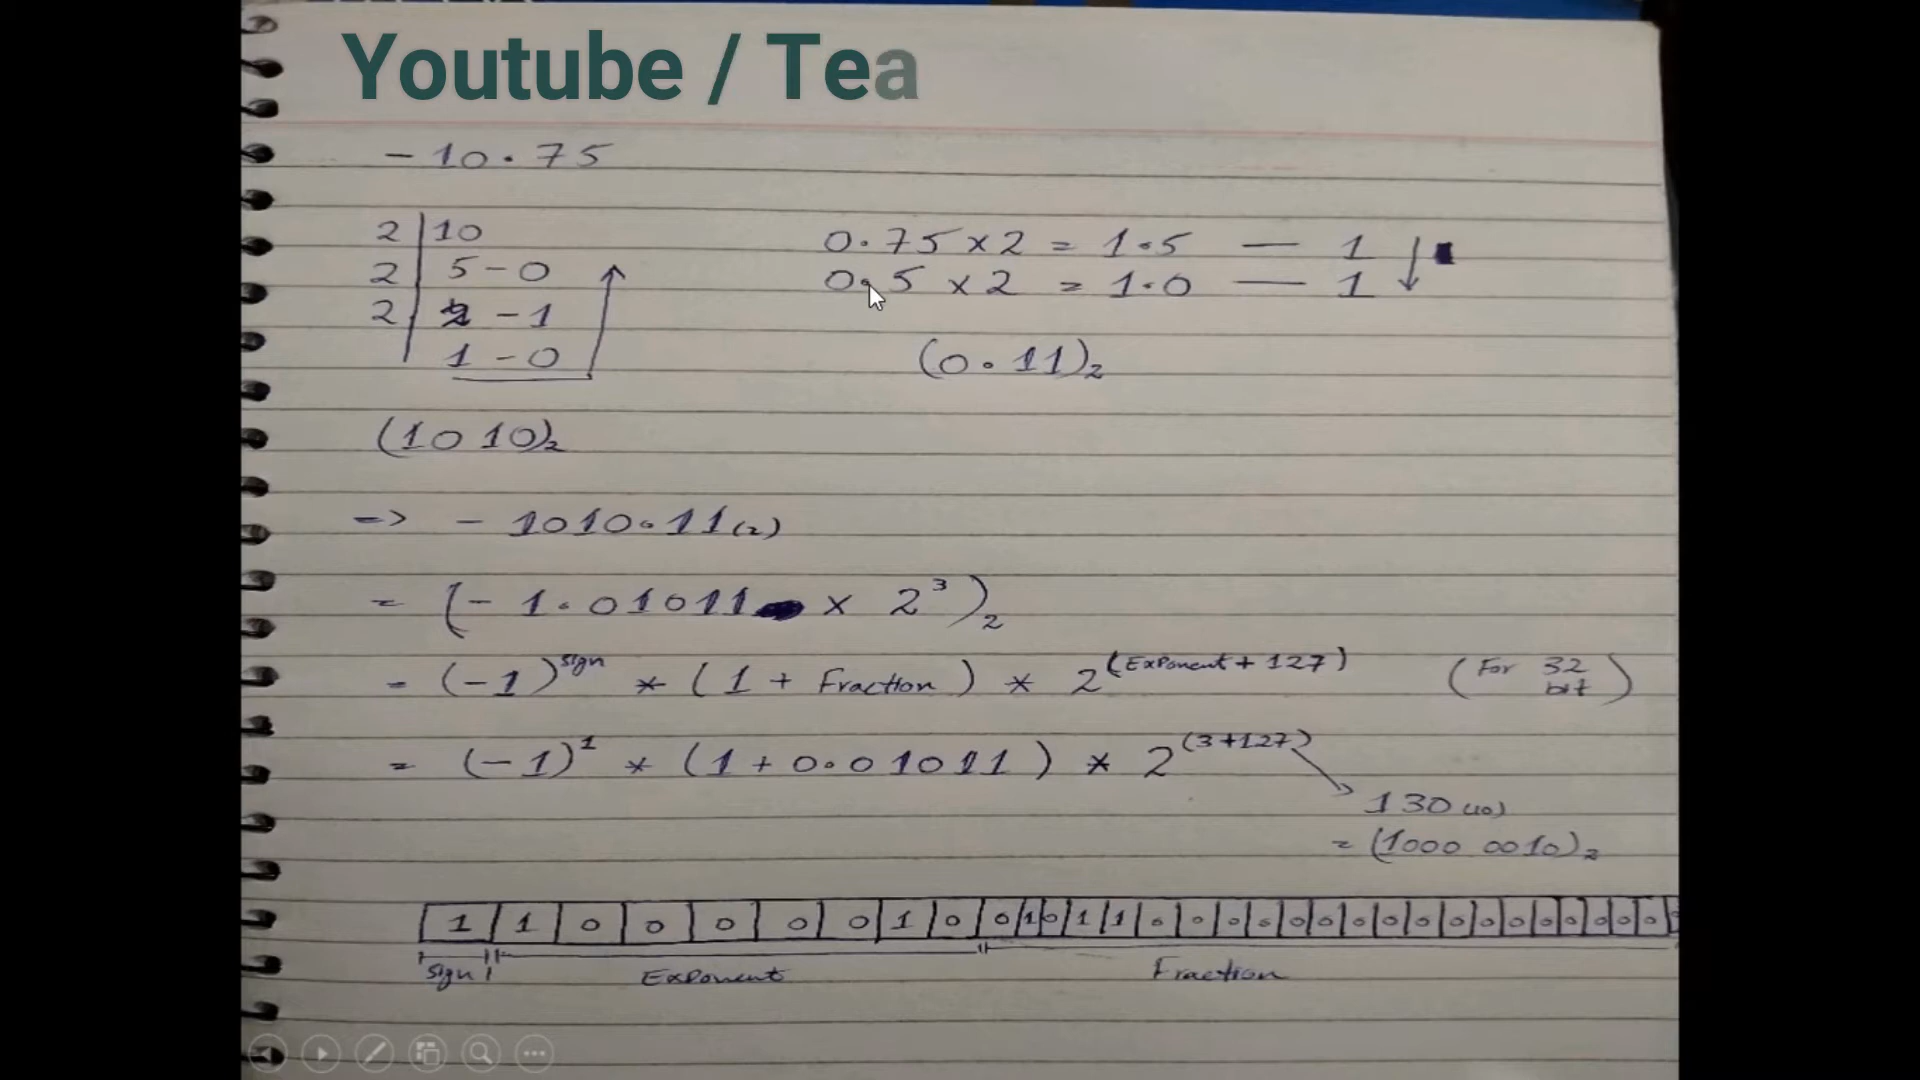 Youtube / Tea
- 10.75
2 | 10
2 | 5 - 0
2 | 2 - 1
1 - 0
0.75 x 2 = 1.5 — 1
0.5 x 2 = 1.0 — 1
(0.11)₂
(1010)₂
=> - 1010.11(2)
= (- 1.01011 x 2³)₂
= (-1)^sign * (1 + Fraction) * 2^(Exponent + 127) (For 32 bit)
= (-1)^1 * (1 + 0.01011) * 2^(3+127)
130 (10)
= (1000 0010)₂
1 1 0 0 0 0 0 1 0 0 1 0 1 1 0 0 0 0 0 0 0 0 0 0 0 0 0 0 0 0
sign Exponent Fraction